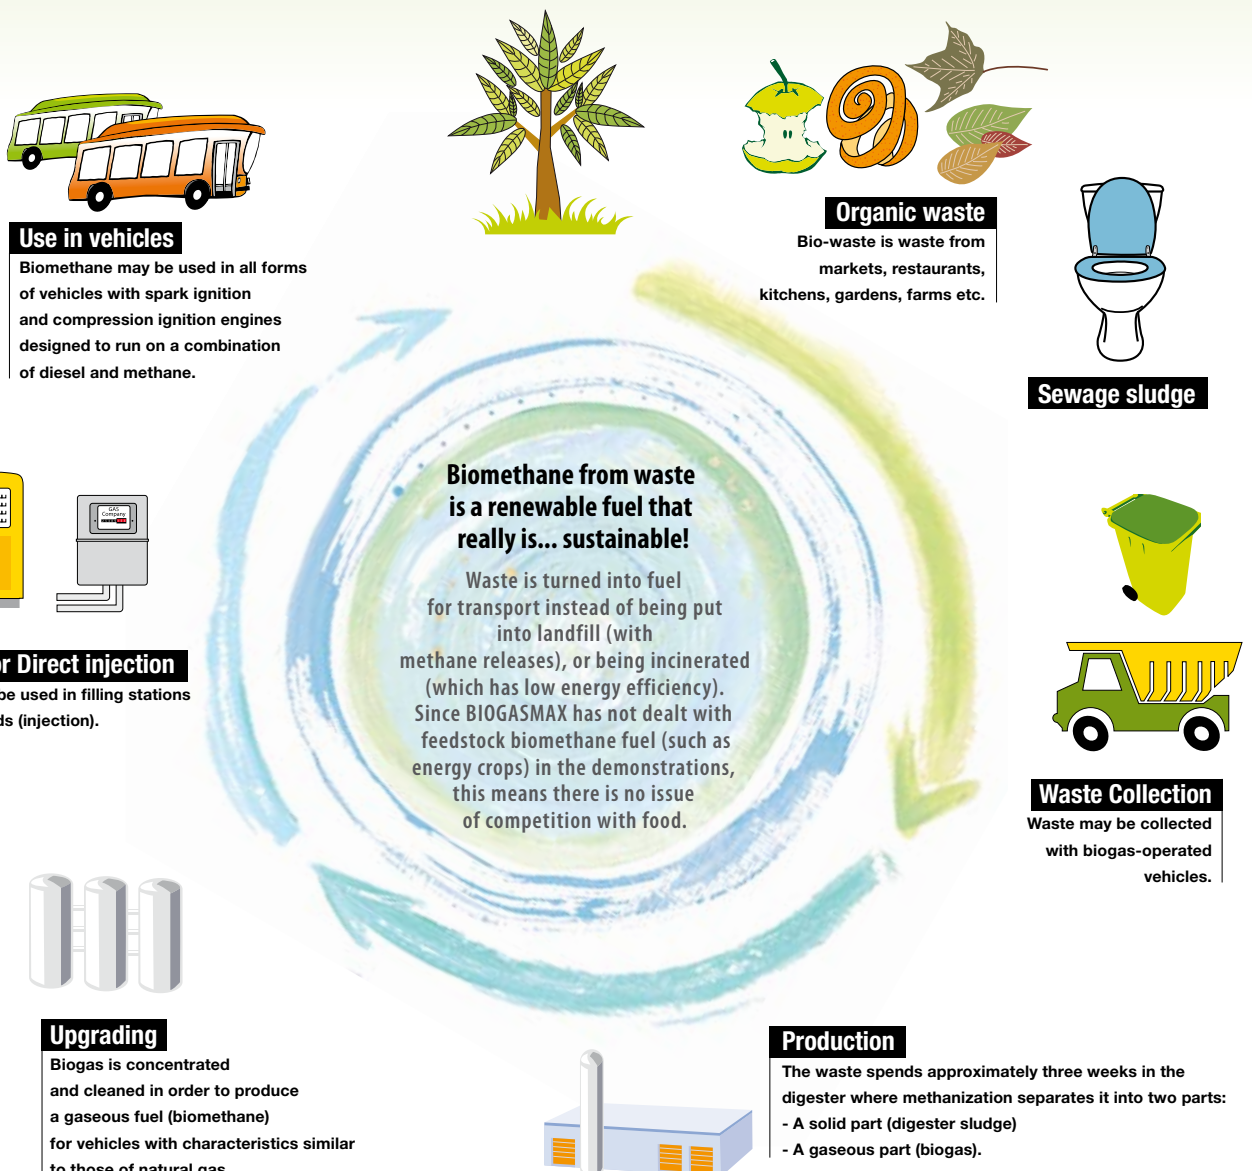 Use in vehicles
Biomethane may be used in all forms
of vehicles with spark ignition
and compression ignition engines
designed to run on a combination
of diesel and methane.
Organic waste
Bio-waste is waste from
markets, restaurants,
kitchens, gardens, farms etc.
Sewage sludge
Biomethane from waste
is a renewable fuel that
really is... sustainable!
Waste is turned into fuel
for transport instead of being put
into landfill (with
methane releases), or being incinerated
(which has low energy efficiency).
Since BIOGASMAX has not dealt with
feedstock biomethane fuel (such as
energy crops) in the demonstrations,
this means there is no issue
of competition with food.
GAS
Company
Direct injection
be used in filling stations
(injection).
Waste Collection
Waste may be collected
with biogas-operated
vehicles.
Upgrading
Biogas is concentrated
and cleaned in order to produce
a gaseous fuel (biomethane)
for vehicles with characteristics similar
to those of natural gas
Production
The waste spends approximately three weeks in the
digester where methanization separates it into two parts:
- A solid part (digester sludge)
- A gaseous part (biogas).